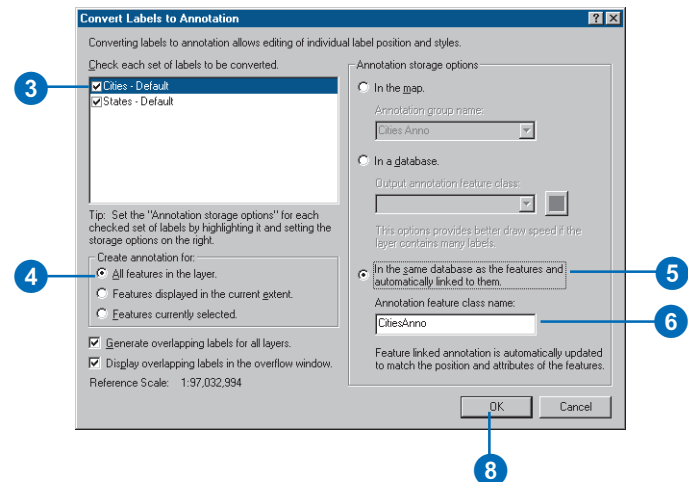 Convert Labels to Annotation
Converting labels to annotation allows editing of individual label position and styles.
Check each set of labels to be converted.
3
Cities - Default
States - Default
Tip: Set the "Annotation storage options" for each
checked set of labels by highlighting it and setting the
storage options on the right.
Create annotation for:
4
All features in the layer.
Features displayed in the current extent.
Features currently selected.
Generate overlapping labels for all layers.
Display overlapping labels in the overflow window.
Reference Scale: 1:97,032,994
Annotation storage options
In the map.
Annotation group name:
Cities Anno
In a database.
Output annotation feature class:
This options provides better draw speed if the
layer contains many labels.
In the same database as the features and
automatically linked to them.
5
Annotation feature class name:
CitiesAnno
6
Feature linked annotation is automatically updated
to match the position and attributes of the features.
OK
Cancel
8